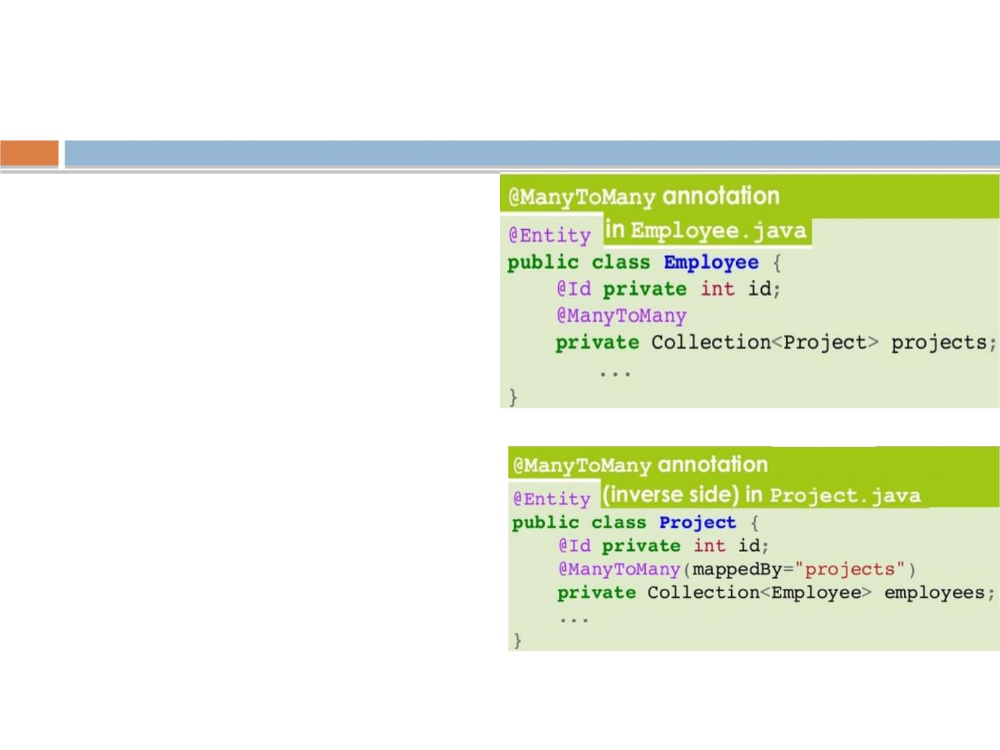 @ManyToMany annotation
in Employee.java
@Entity
public class Employee {
@Id private int id;
@ManyToMany
private Collection<Project> projects;
...
}
@ManyToMany annotation
(inverse side) in Project.java
@Entity
public class Project {
@Id private int id;
@ManyToMany(mappedBy="projects")
private Collection<Employee> employees;
...
}